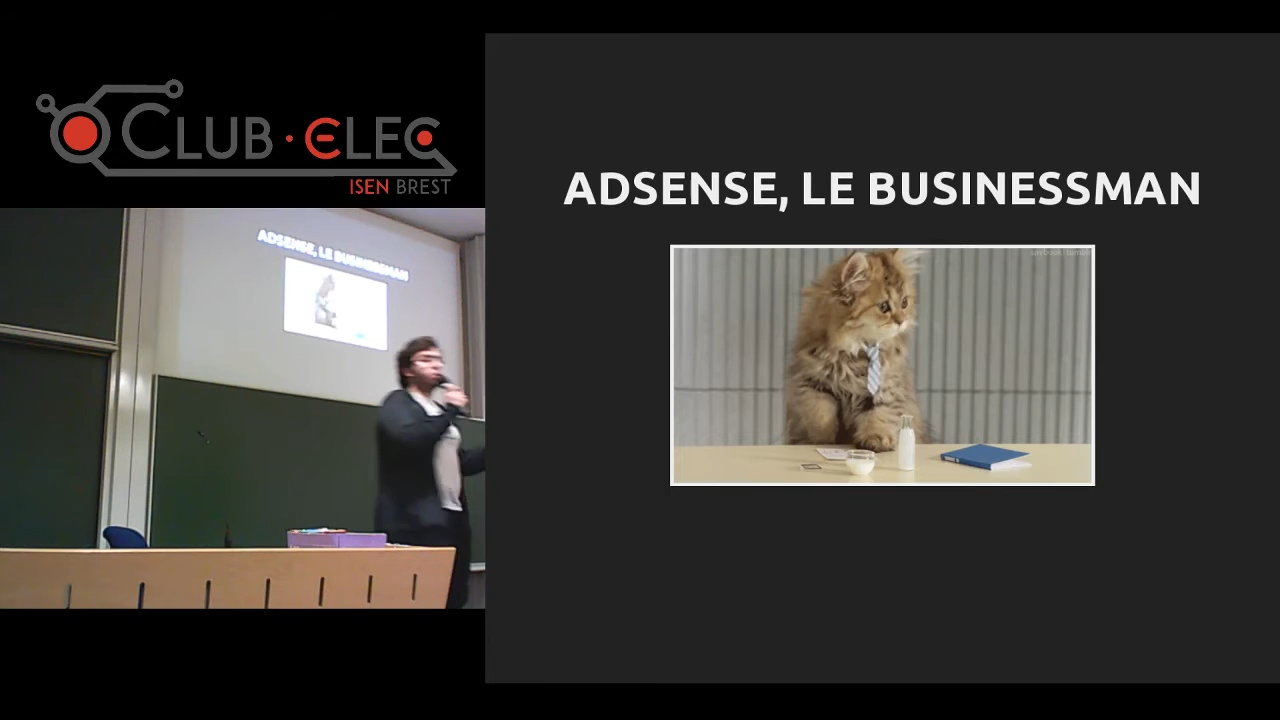 CLUB · ELEC
ISEN BREST
ADSENSE, LE BUSINESSMAN
ADSENSE, LE BUSINESSMAN